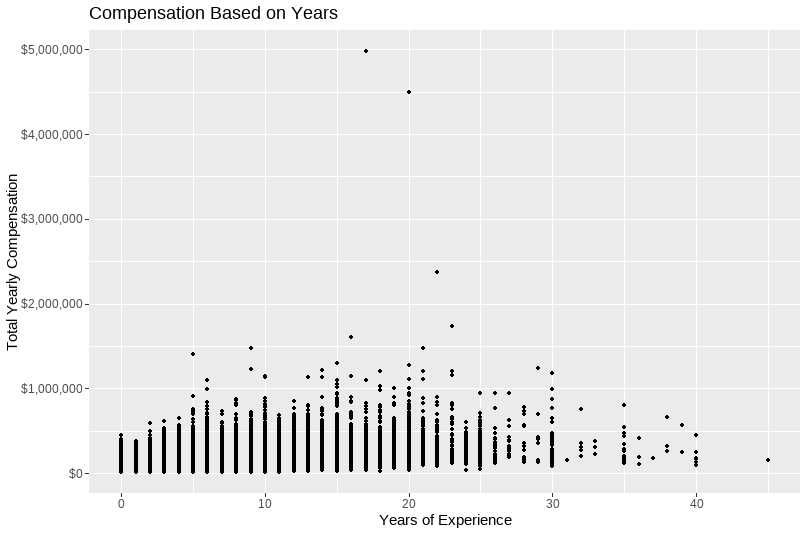 Compensation Based on Years
Total Yearly Compensation
$5,000,000
$4,000,000
$3,000,000
$2,000,000
$1,000,000
$0
0 10 20 30 40
Years of Experience